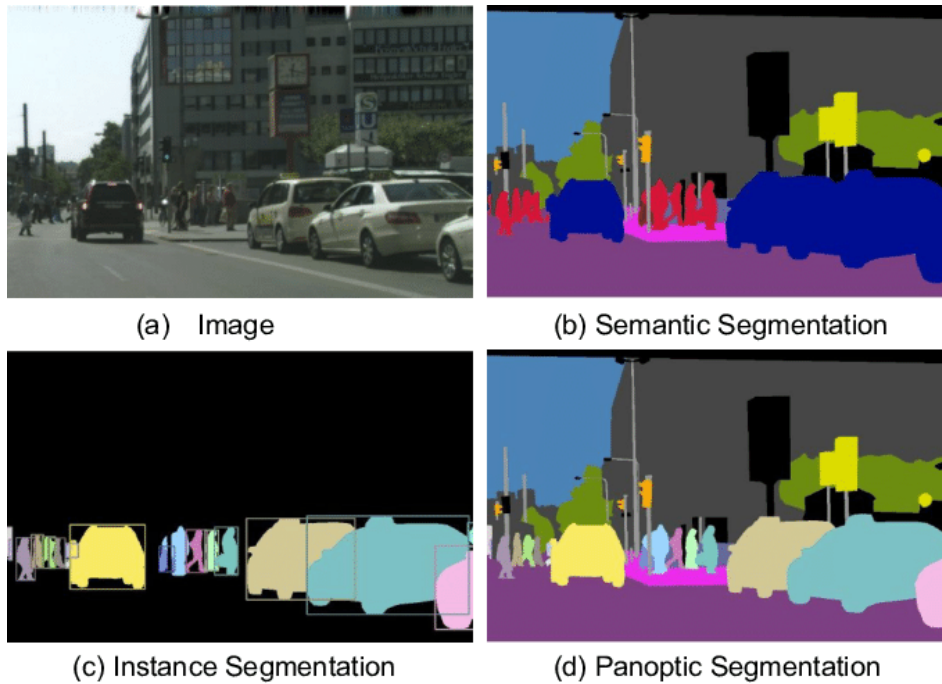 S
U
(a) Image
(b) Semantic Segmentation
(c) Instance Segmentation
(d) Panoptic Segmentation